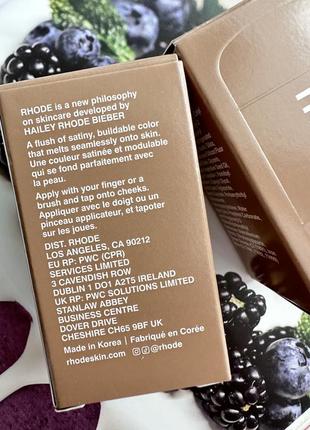 RHODE is a new philosophy
on skincare developed by
HAILEY RHODE BIEBER
A flush of satiny, buildable color
that melts seamlessly onto skin.
Une couleur satinée et modulable
qui se fond parfaitement avec
la peau.
Apply with your finger or a
brush and tap onto cheeks.
Appliquer avec le doigt ou un
pinceau applicateur, et tapoter
sur les joues.
DIST. RHODE
LOS ANGELES, CA 90212
EU RP: PWC (CPR)
SERVICES LIMITED
3 CAVENDISH ROW
DUBLIN 1 DO1 A2T5 IRELAND
UK RP: PWC SOLUTIONS LIMITED
STANLAW ABBEY
BUSINESS CENTRE
DOVER DRIVE
CHESHIRE CH65 9BF UK
Made in Korea | Fabriqué en Corée
rhodeskin.com | @rhode